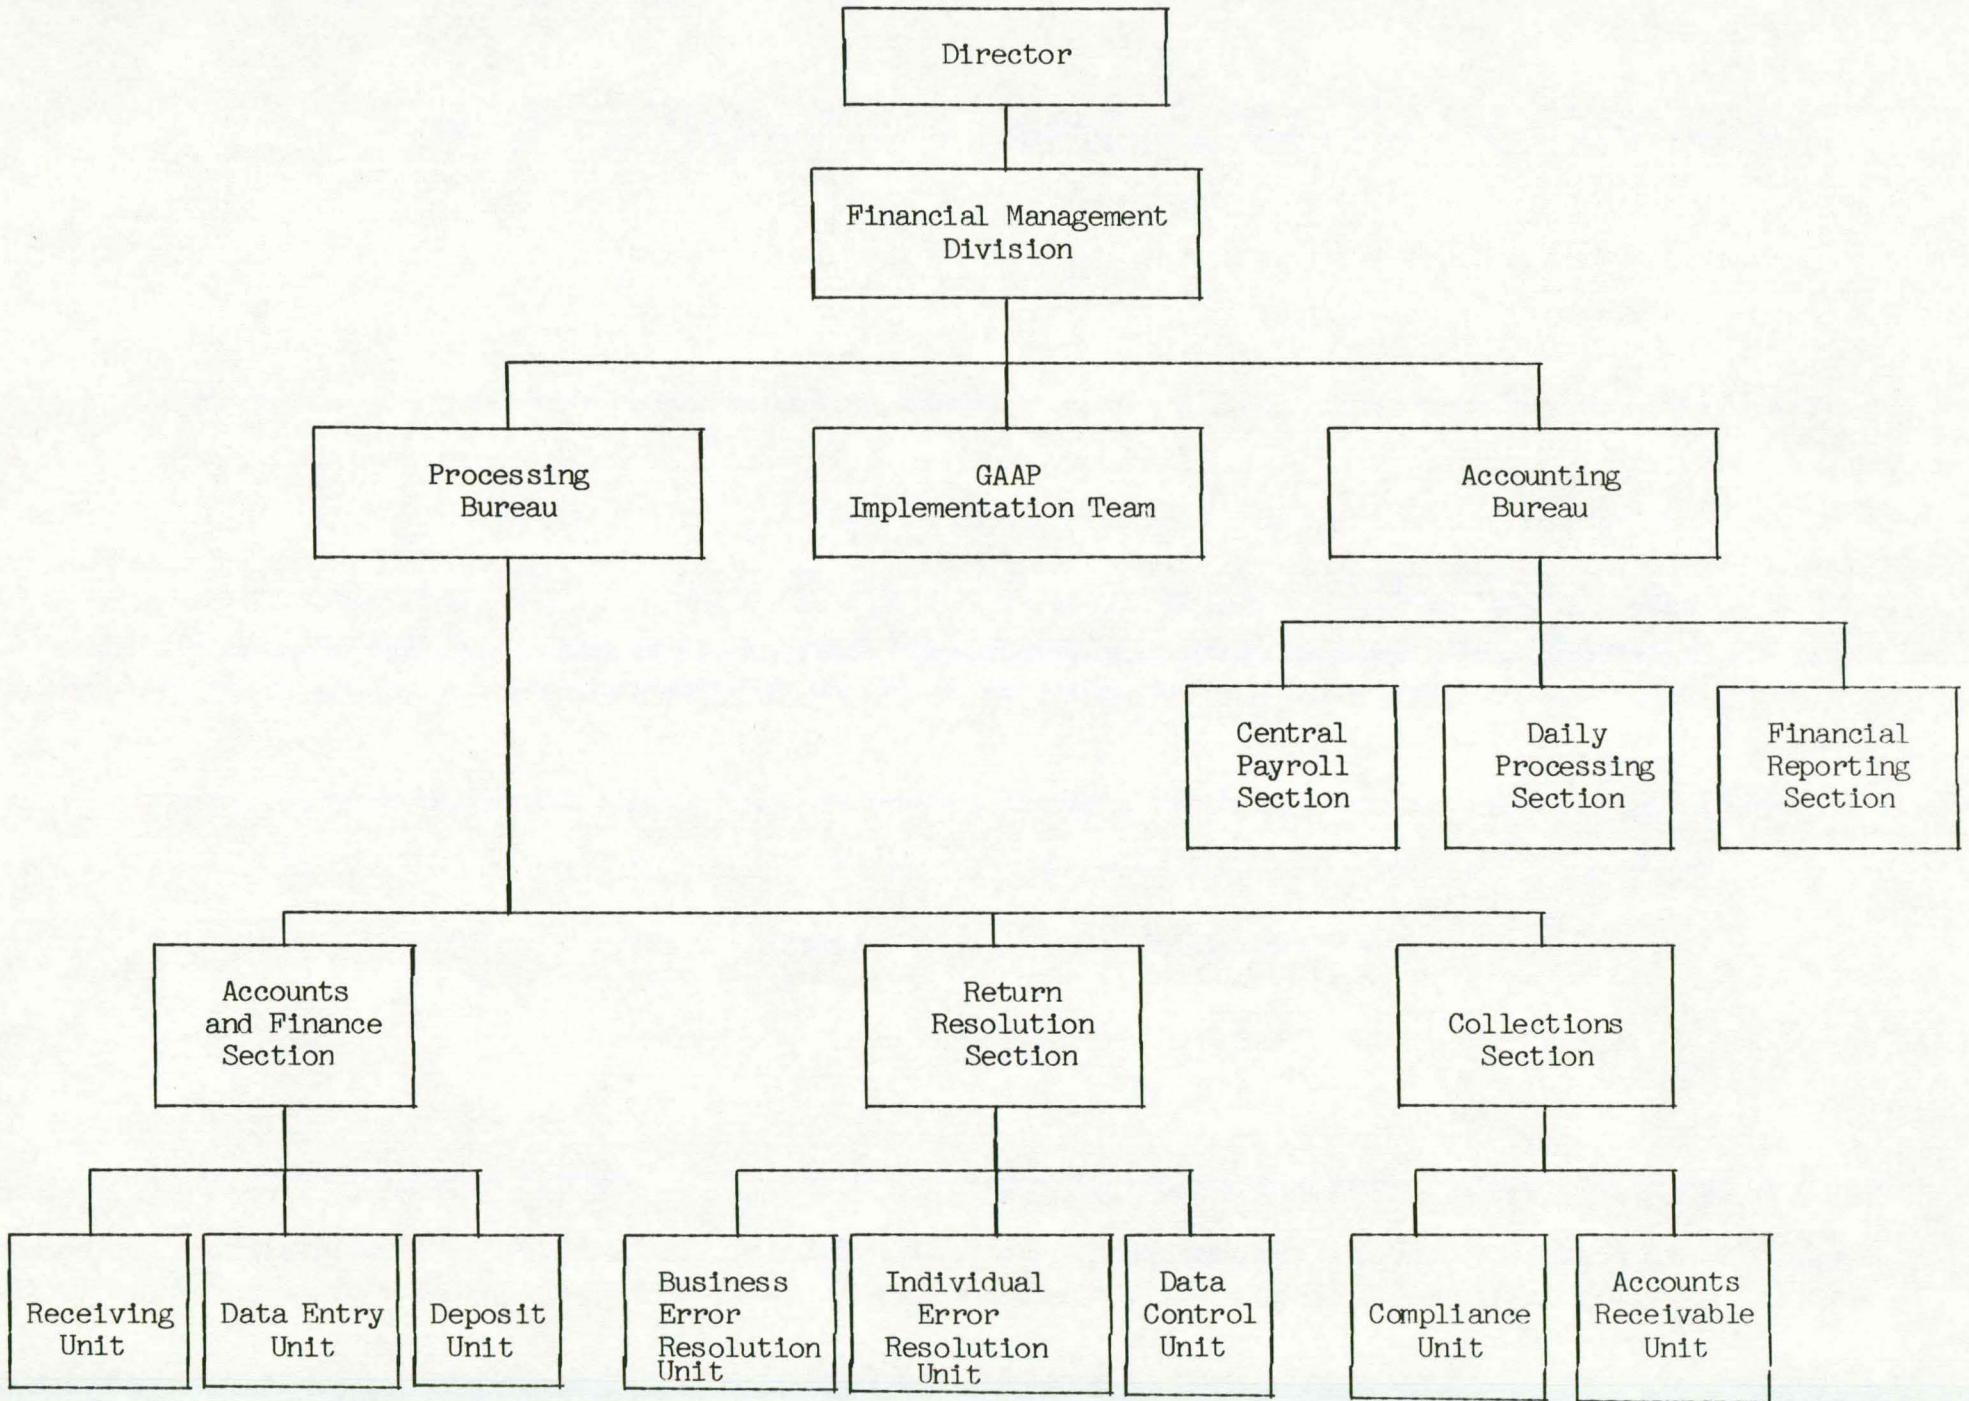 Director
Financial Management
Division
Processing
Bureau
GAAP
Implementation Team
Accounting
Bureau
Central
Payroll
Section
Daily
Processing
Section
Financial
Reporting
Section
Accounts
and Finance
Section
Return
Resolution
Section
Collections
Section
Receiving
Unit
Data Entry
Unit
Deposit
Unit
Business
Error
Resolution
Unit
Individual
Error
Resolution
Unit
Data
Control
Unit
Compliance
Unit
Accounts
Receivable
Unit